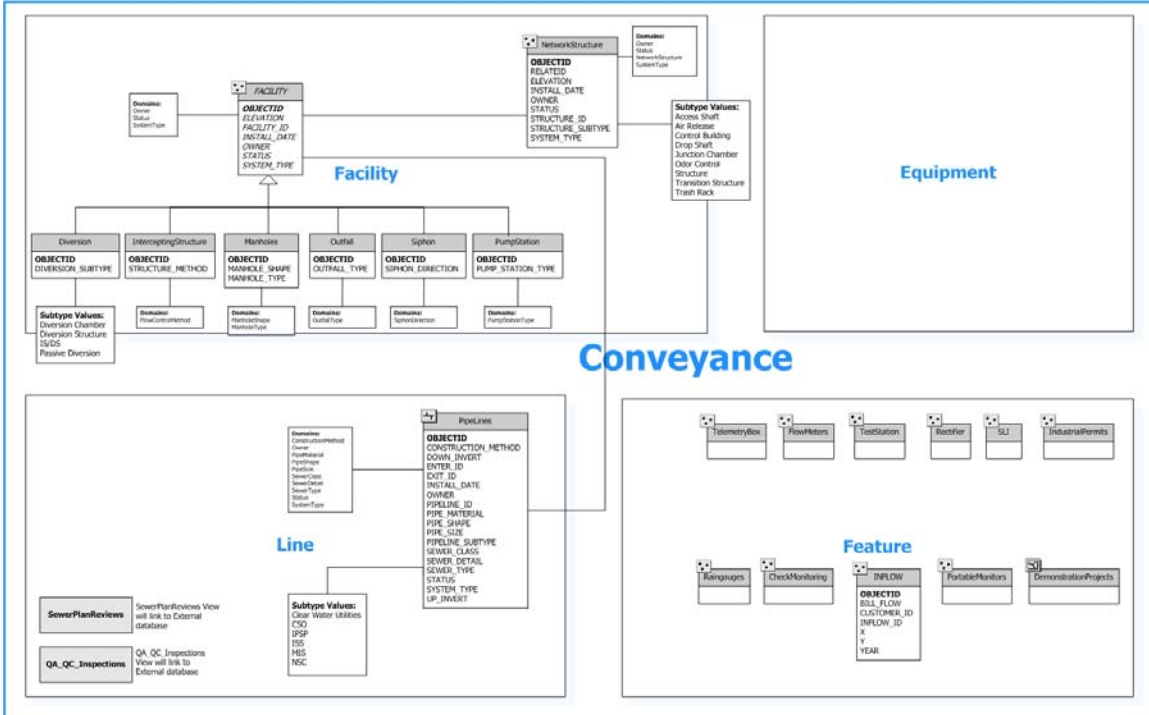 Domains:
Owner
Status
SystemType
FACILITY
OBJECTID
ELEVATION
FACILITY_ID
INSTALL_DATE
OWNER
STATUS
SYSTEM_TYPE
NetworkStructure
OBJECTID
RELATEID
ELEVATION
INSTALL_DATE
OWNER
STATUS
STRUCTURE_ID
STRUCTURE_SUBTYPE
SYSTEM_TYPE
Domains:
Owner
Status
NetworkStructure
SystemType
Subtype Values:
Access Shaft
Air Release
Control Building
Drop Shaft
Junction Chamber
Odor Control
Structure
Transition Structure
Trash Rack
Facility
Equipment
Diversion
OBJECTID
DIVERSION_SUBTYPE
InterceptingStructure
OBJECTID
STRUCTURE_METHOD
Manholes
OBJECTID
MANHOLE_SHAPE
MANHOLE_TYPE
Outfall
OBJECTID
OUTFALL_TYPE
Siphon
OBJECTID
SIPHON_DIRECTION
PumpStation
OBJECTID
PUMP_STATION_TYPE
Subtype Values:
Diversion Chamber
Diversion Structure
IS/DS
Passive Diversion
Domains:
FlowControlMethod
Domains:
ManholeShape
ManholeType
Domains:
OutfallType
Domains:
SiphonDirection
Domains:
PumpStationType
Conveyance
Domains:
ConstructionMethod
Owner
PipeMaterial
PipeShape
PipeSize
SewerClass
SewerDetail
SewerType
Status
SystemType
PipeLines
OBJECTID
CONSTRUCTION_METHOD
DOWN_INVERT
ENTER_ID
EXIT_ID
INSTALL_DATE
OWNER
PIPELINE_ID
PIPE_MATERIAL
PIPE_SHAPE
PIPE_SIZE
PIPELINE_SUBTYPE
SEWER_CLASS
SEWER_DETAIL
SEWER_TYPE
STATUS
SYSTEM_TYPE
UP_INVERT
Line
Subtype Values:
Clear Water Utilities
CSO
IPSP
ISS
MIS
NSC
SewerPlanReviews
SewerPlanReviews View
will link to External
database
QA_QC_Inspections
QA_QC_Inspections
View will link to
External database
TelemetryBox
FlowMeters
TestStation
Rectifier
SLI
IndustrialPermits
Feature
Raingauges
CheckMonitoring
INFLOW
OBJECTID
BILL_FLOW
CUSTOMER_ID
INFLOW_ID
X
Y
YEAR
PortableMonitors
DemonstrationProjects